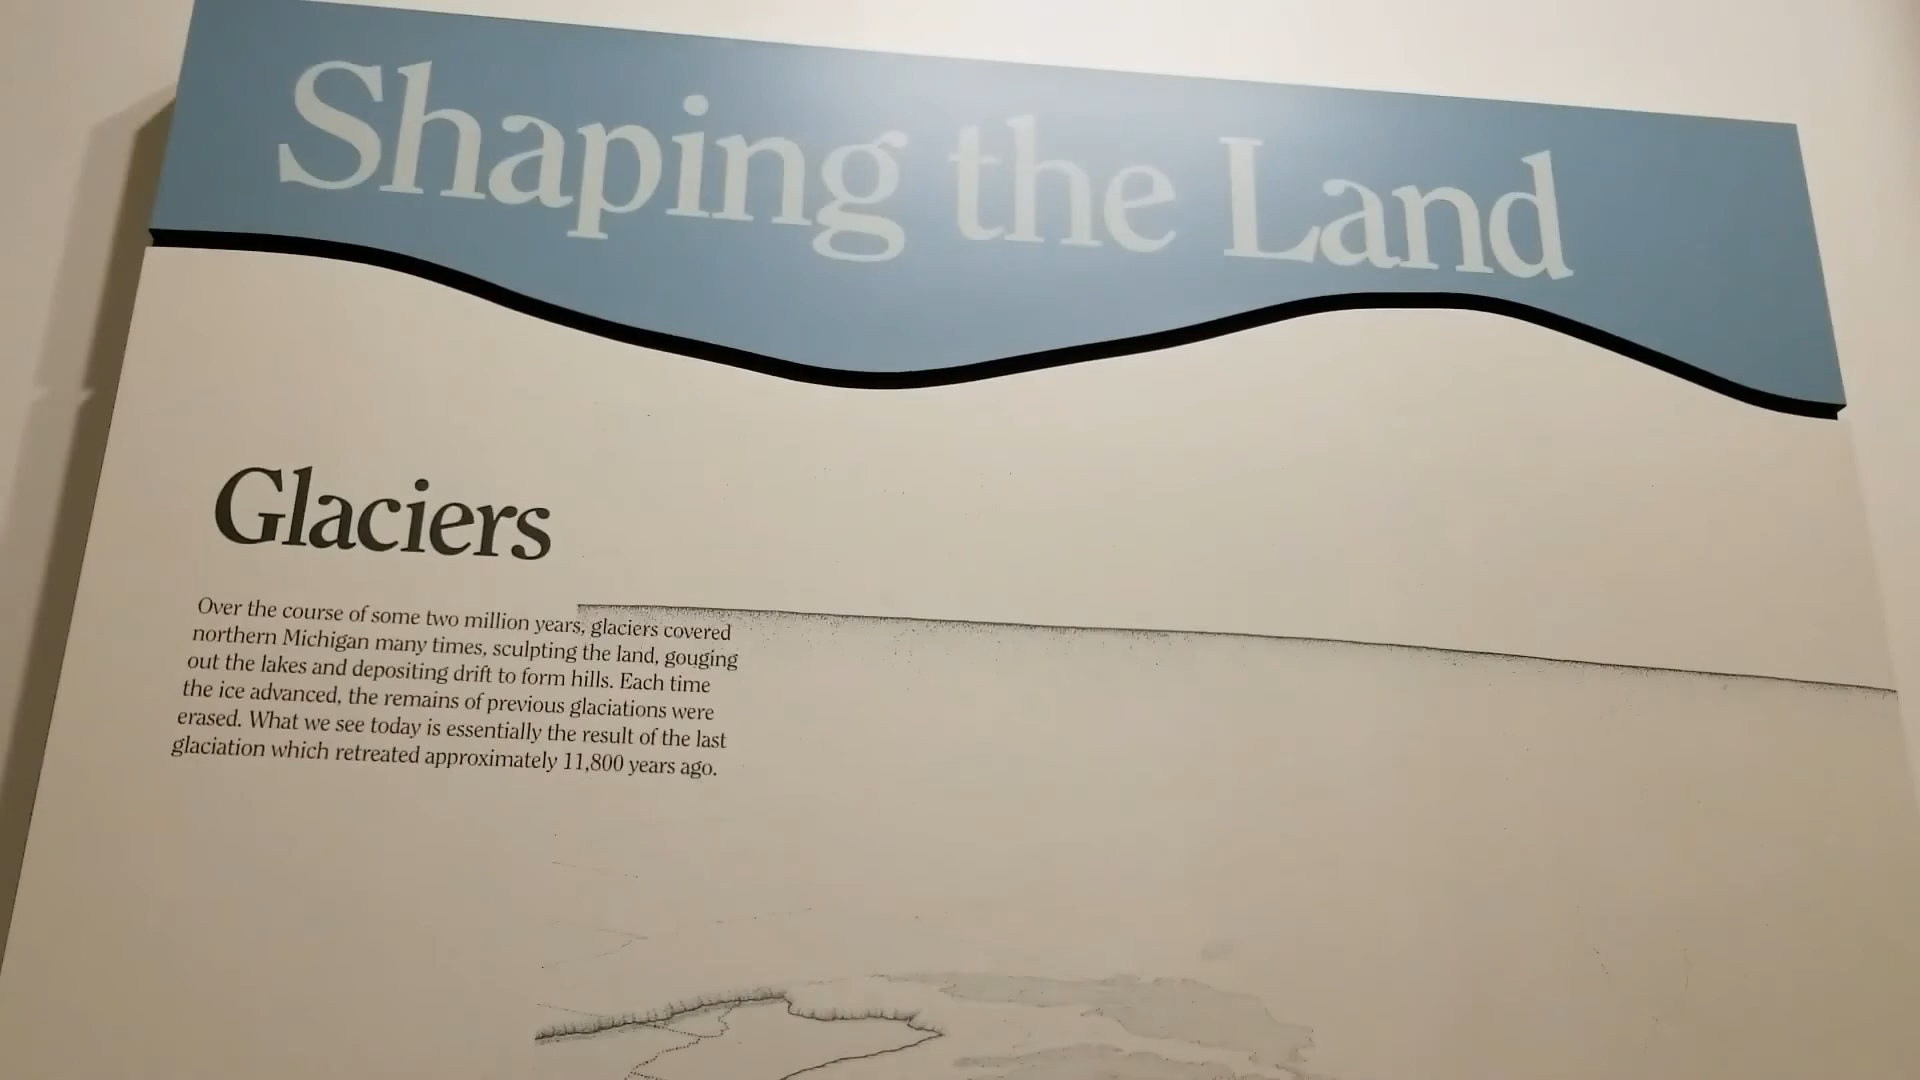 Shaping the Land
Glaciers
Over the course of some two million years, glaciers covered
northern Michigan many times, sculpting the land, gouging
out the lakes and depositing drift to form hills. Each time
the ice advanced, the remains of previous glaciations were
erased. What we see today is essentially the result of the last
glaciation which retreated approximately 11,800 years ago.